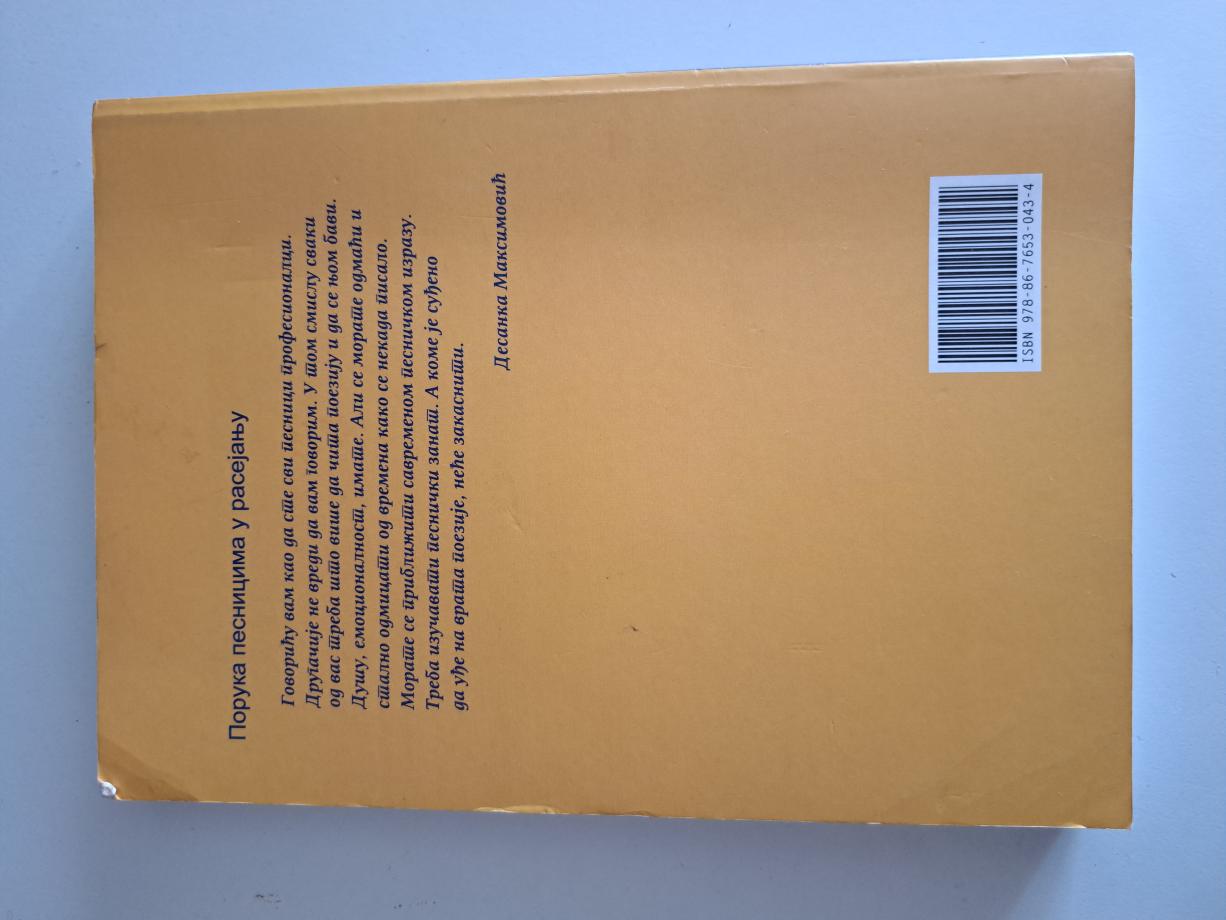 Порука песницима у расејању
Говорићу вам као да сте сви песници професионалци.
Другачије не вреди да вам говорим. У том смислу сваки
од вас треба што више да чита поезију и да се њом бави.
Душу, емоционалност, имате. Али се морате одмаћи и
стално одмицати од времена како се некада писало.
Морате се приближити савременом песничком изразу.
Треба изучавати песнички занат. А коме је суђено
да уђе на врата поезије, неће закаснити.
Десанка Максимовић
ISBN 978-86-7653-043-4